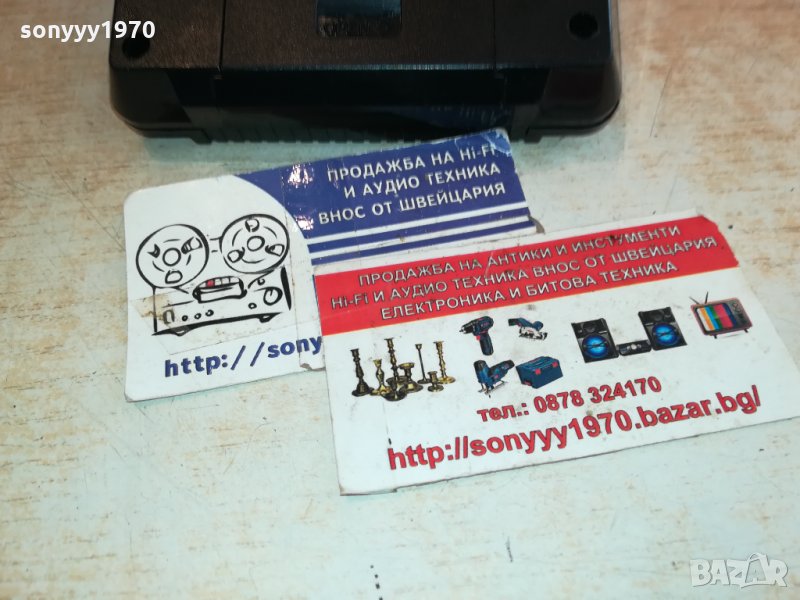 sonyyy1970
ПРОДАЖБА НА Hi-Fi
И АУДИО ТЕХНИКА
ВНОС ОТ ШВЕЙЦАРИЯ
http://sony
ПРОДАЖБА НА АНТИКИ И ИНСТУМЕНТИ
Hi-Fi И АУДИО ТЕХНИКА ВНОС ОТ ШВЕЙЦАРИЯ
ЕЛЕКТРОНИКА И БИТОВА ТЕХНИКА
тел.: 0878 324170
http://sonyyy1970.bazar.bg/
sonyyy1970
BAZAR